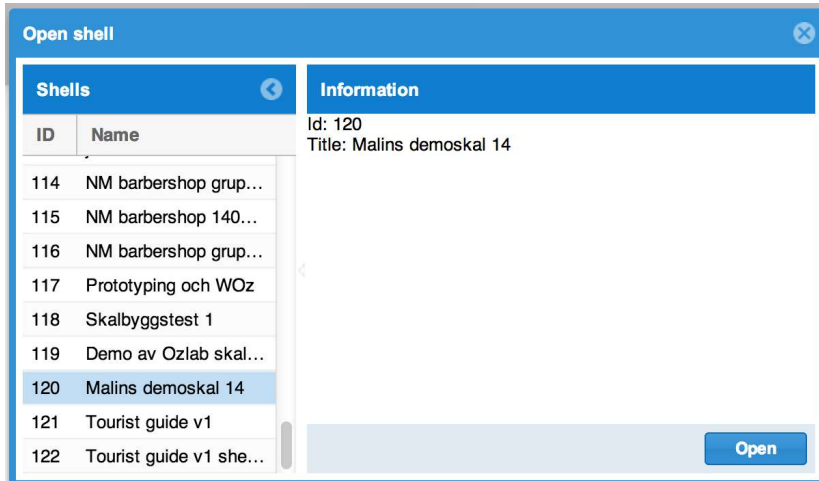 Open shell
Shells
Information
ID Name
Id: 120
Title: Malins demoskal 14
114 NM barbershop grup...
115 NM barbershop 140...
116 NM barbershop grup...
117 Prototyping och WOz
118 Skalbyggstest 1
119 Demo av Ozlab skal...
120 Malins demoskal 14
121 Tourist guide v1
122 Tourist guide v1 she...
Open